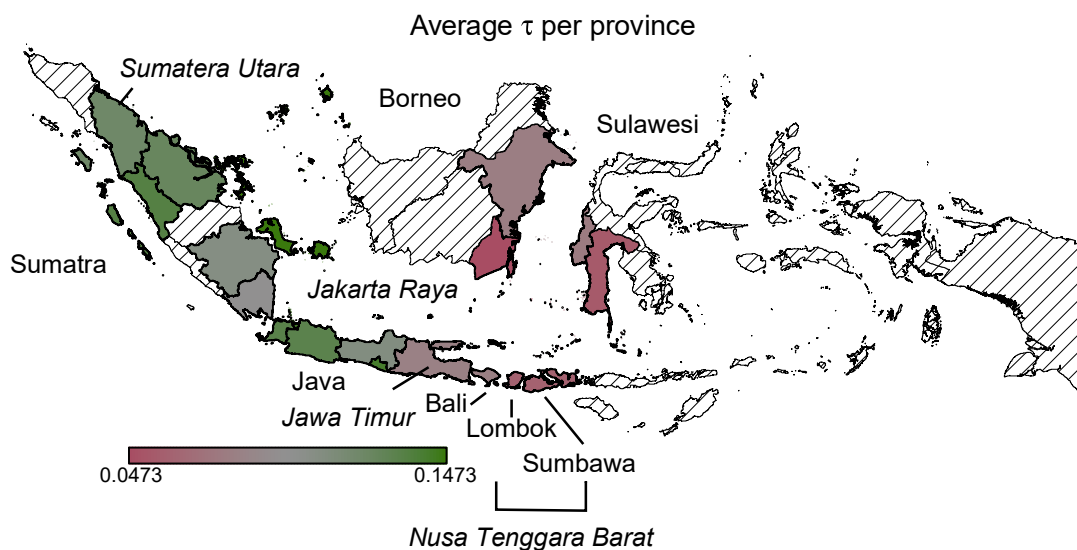 Average τ per province
Sumatera Utara
Borneo
Sulawesi
Sumatra
Jakarta Raya
Java
Jawa Timur
Bali
Lombok
Sumbawa
0.0473
0.1473
Nusa Tenggara Barat